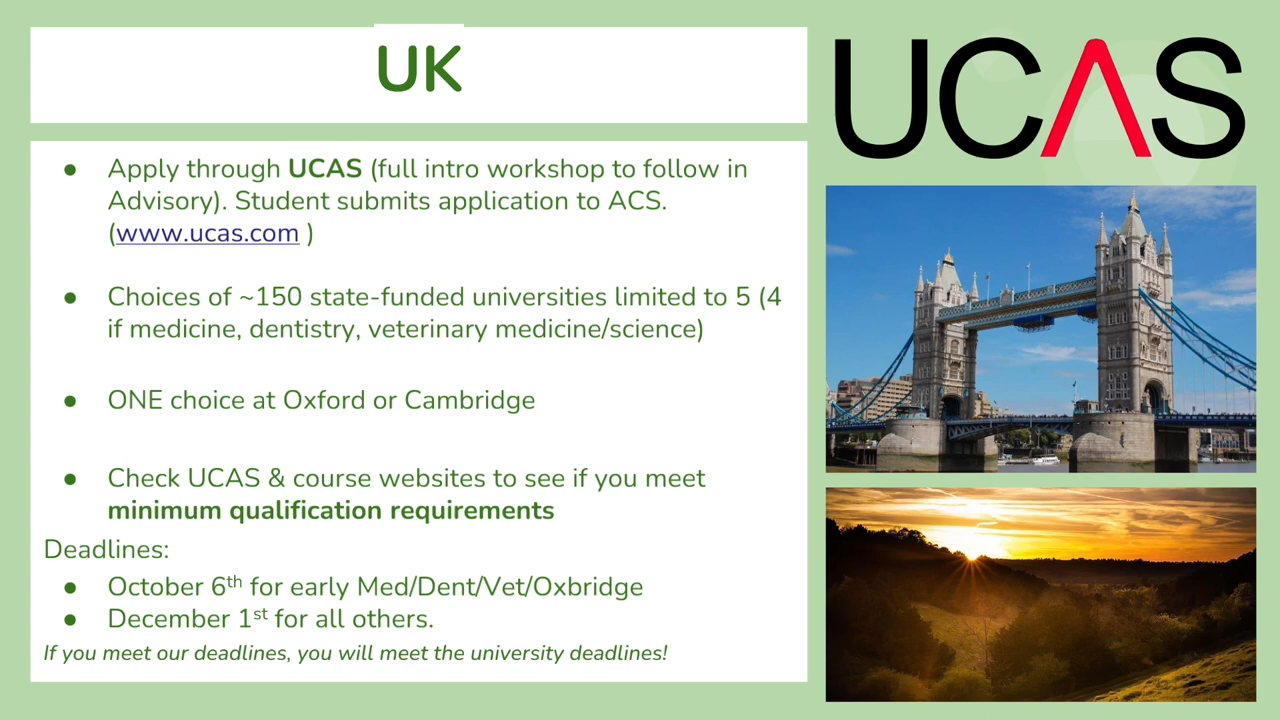 UK
UCAS
● Apply through UCAS (full intro workshop to follow in
Advisory). Student submits application to ACS.
(www.ucas.com )
● Choices of ~150 state-funded universities limited to 5 (4
if medicine, dentistry, veterinary medicine/science)
● ONE choice at Oxford or Cambridge
● Check UCAS & course websites to see if you meet
minimum qualification requirements
Deadlines:
● October 6th for early Med/Dent/Vet/Oxbridge
● December 1st for all others.
If you meet our deadlines, you will meet the university deadlines!